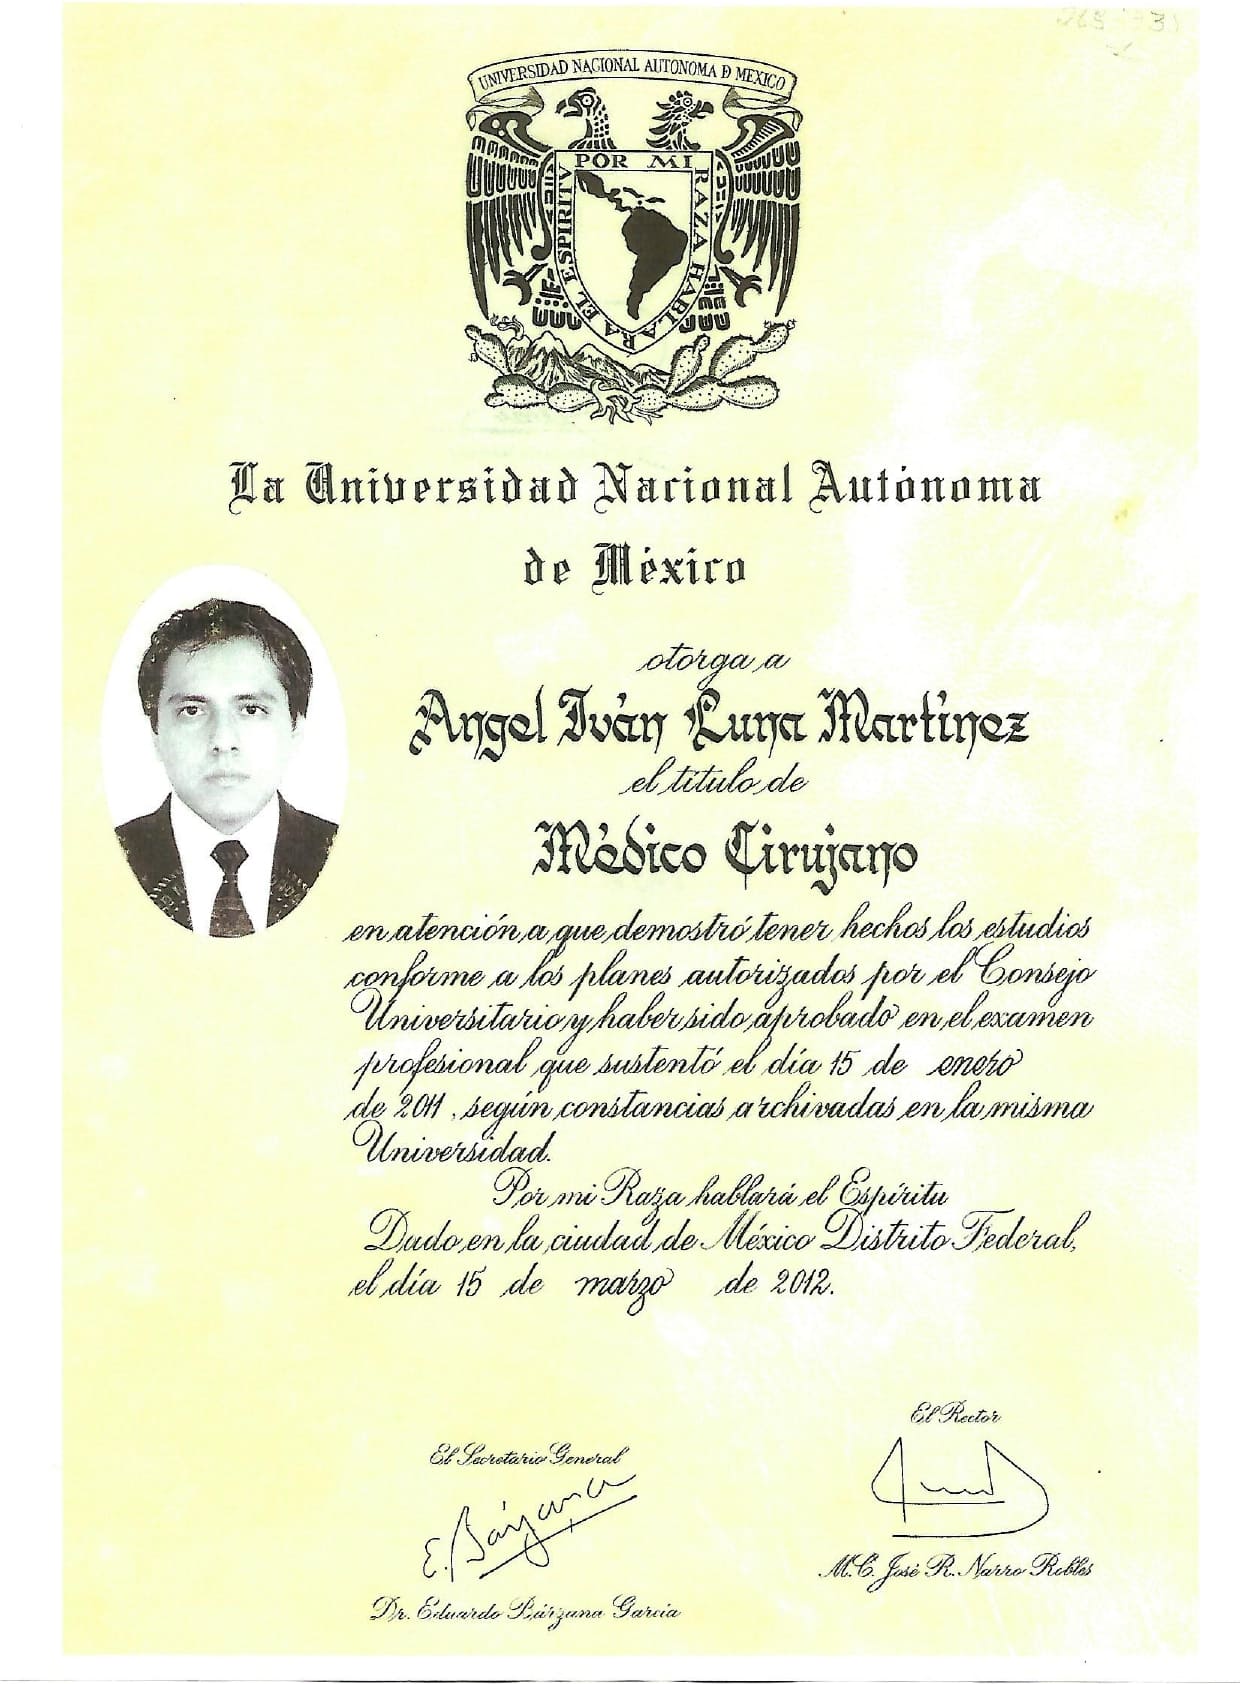 UNIVERSIDAD NACIONAL AUTONOMA D MEXICO
POR MI RAZA HABLARA EL ESPIRITU
La Universidad Nacional Autónoma
de México
otorga a
Angel Iván Luna Martínez
el título de
Médico Cirujano
en atención a que demostró tener hechos los estudios
conforme a los planes autorizados por el Consejo
Universitario y haber sido aprobado en el examen
profesional que sustentó el día 15 de enero
de 2011, según constancias archivadas en la misma
Universidad.
Por mi Raza hablará el Espíritu
Dado en la ciudad de México Distrito Federal,
el día 15 de marzo de 2012.
El Rector
El Secretario General
E. Bárzana
M.C. José R. Narro Robles
Dr. Eduardo Bárzana García